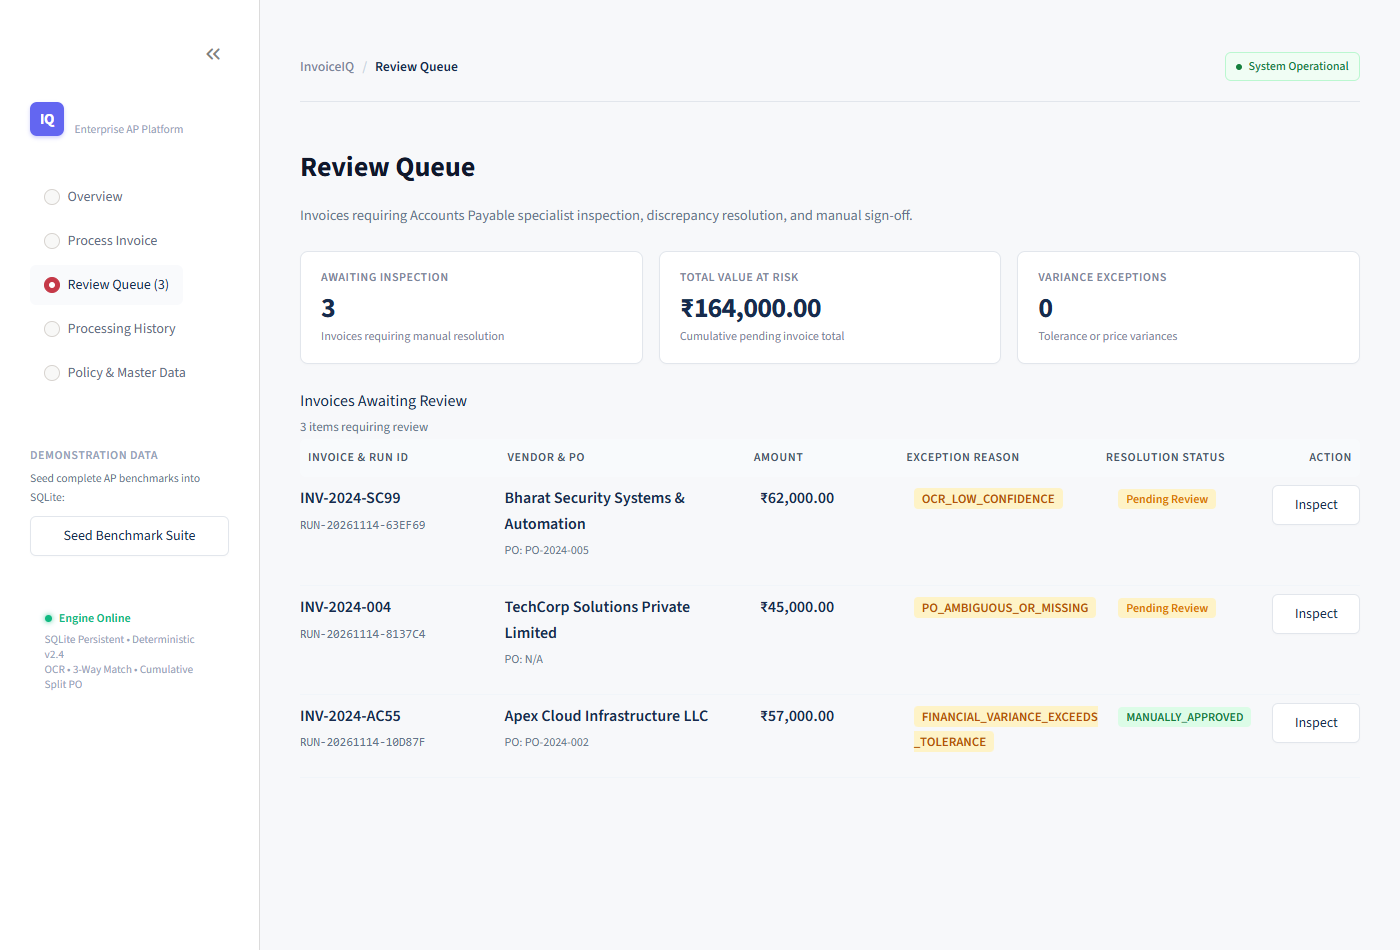 InvoiceIQ / Review Queue
● System Operational
IQ
Enterprise AP Platform
Overview
Process Invoice
Review Queue (3)
Processing History
Policy & Master Data
DEMONSTRATION DATA
Seed complete AP benchmarks into
SQLite:
Seed Benchmark Suite
Engine Online
SQLite Persistent • Deterministic
v2.4
OCR • 3-Way Match • Cumulative
Split PO
Review Queue
Invoices requiring Accounts Payable specialist inspection, discrepancy resolution, and manual sign-off.
AWAITING INSPECTION
3
Invoices requiring manual resolution
TOTAL VALUE AT RISK
₹164,000.00
Cumulative pending invoice total
VARIANCE EXCEPTIONS
0
Tolerance or price variances
Invoices Awaiting Review
3 items requiring review
INVOICE & RUN ID VENDOR & PO AMOUNT EXCEPTION REASON RESOLUTION STATUS ACTION
INV-2024-SC99 Bharat Security Systems & ₹62,000.00 OCR_LOW_CONFIDENCE Pending Review Inspect
RUN-20261114-63EF69 Automation
PO: PO-2024-005
INV-2024-004 TechCorp Solutions Private ₹45,000.00 PO_AMBIGUOUS_OR_MISSING Pending Review Inspect
RUN-20261114-8137C4 Limited
PO: N/A
INV-2024-AC55 Apex Cloud Infrastructure LLC ₹57,000.00 FINANCIAL_VARIANCE_EXCEEDS MANUALLY_APPROVED Inspect
RUN-20261114-10D87F PO: PO-2024-002 _TOLERANCE